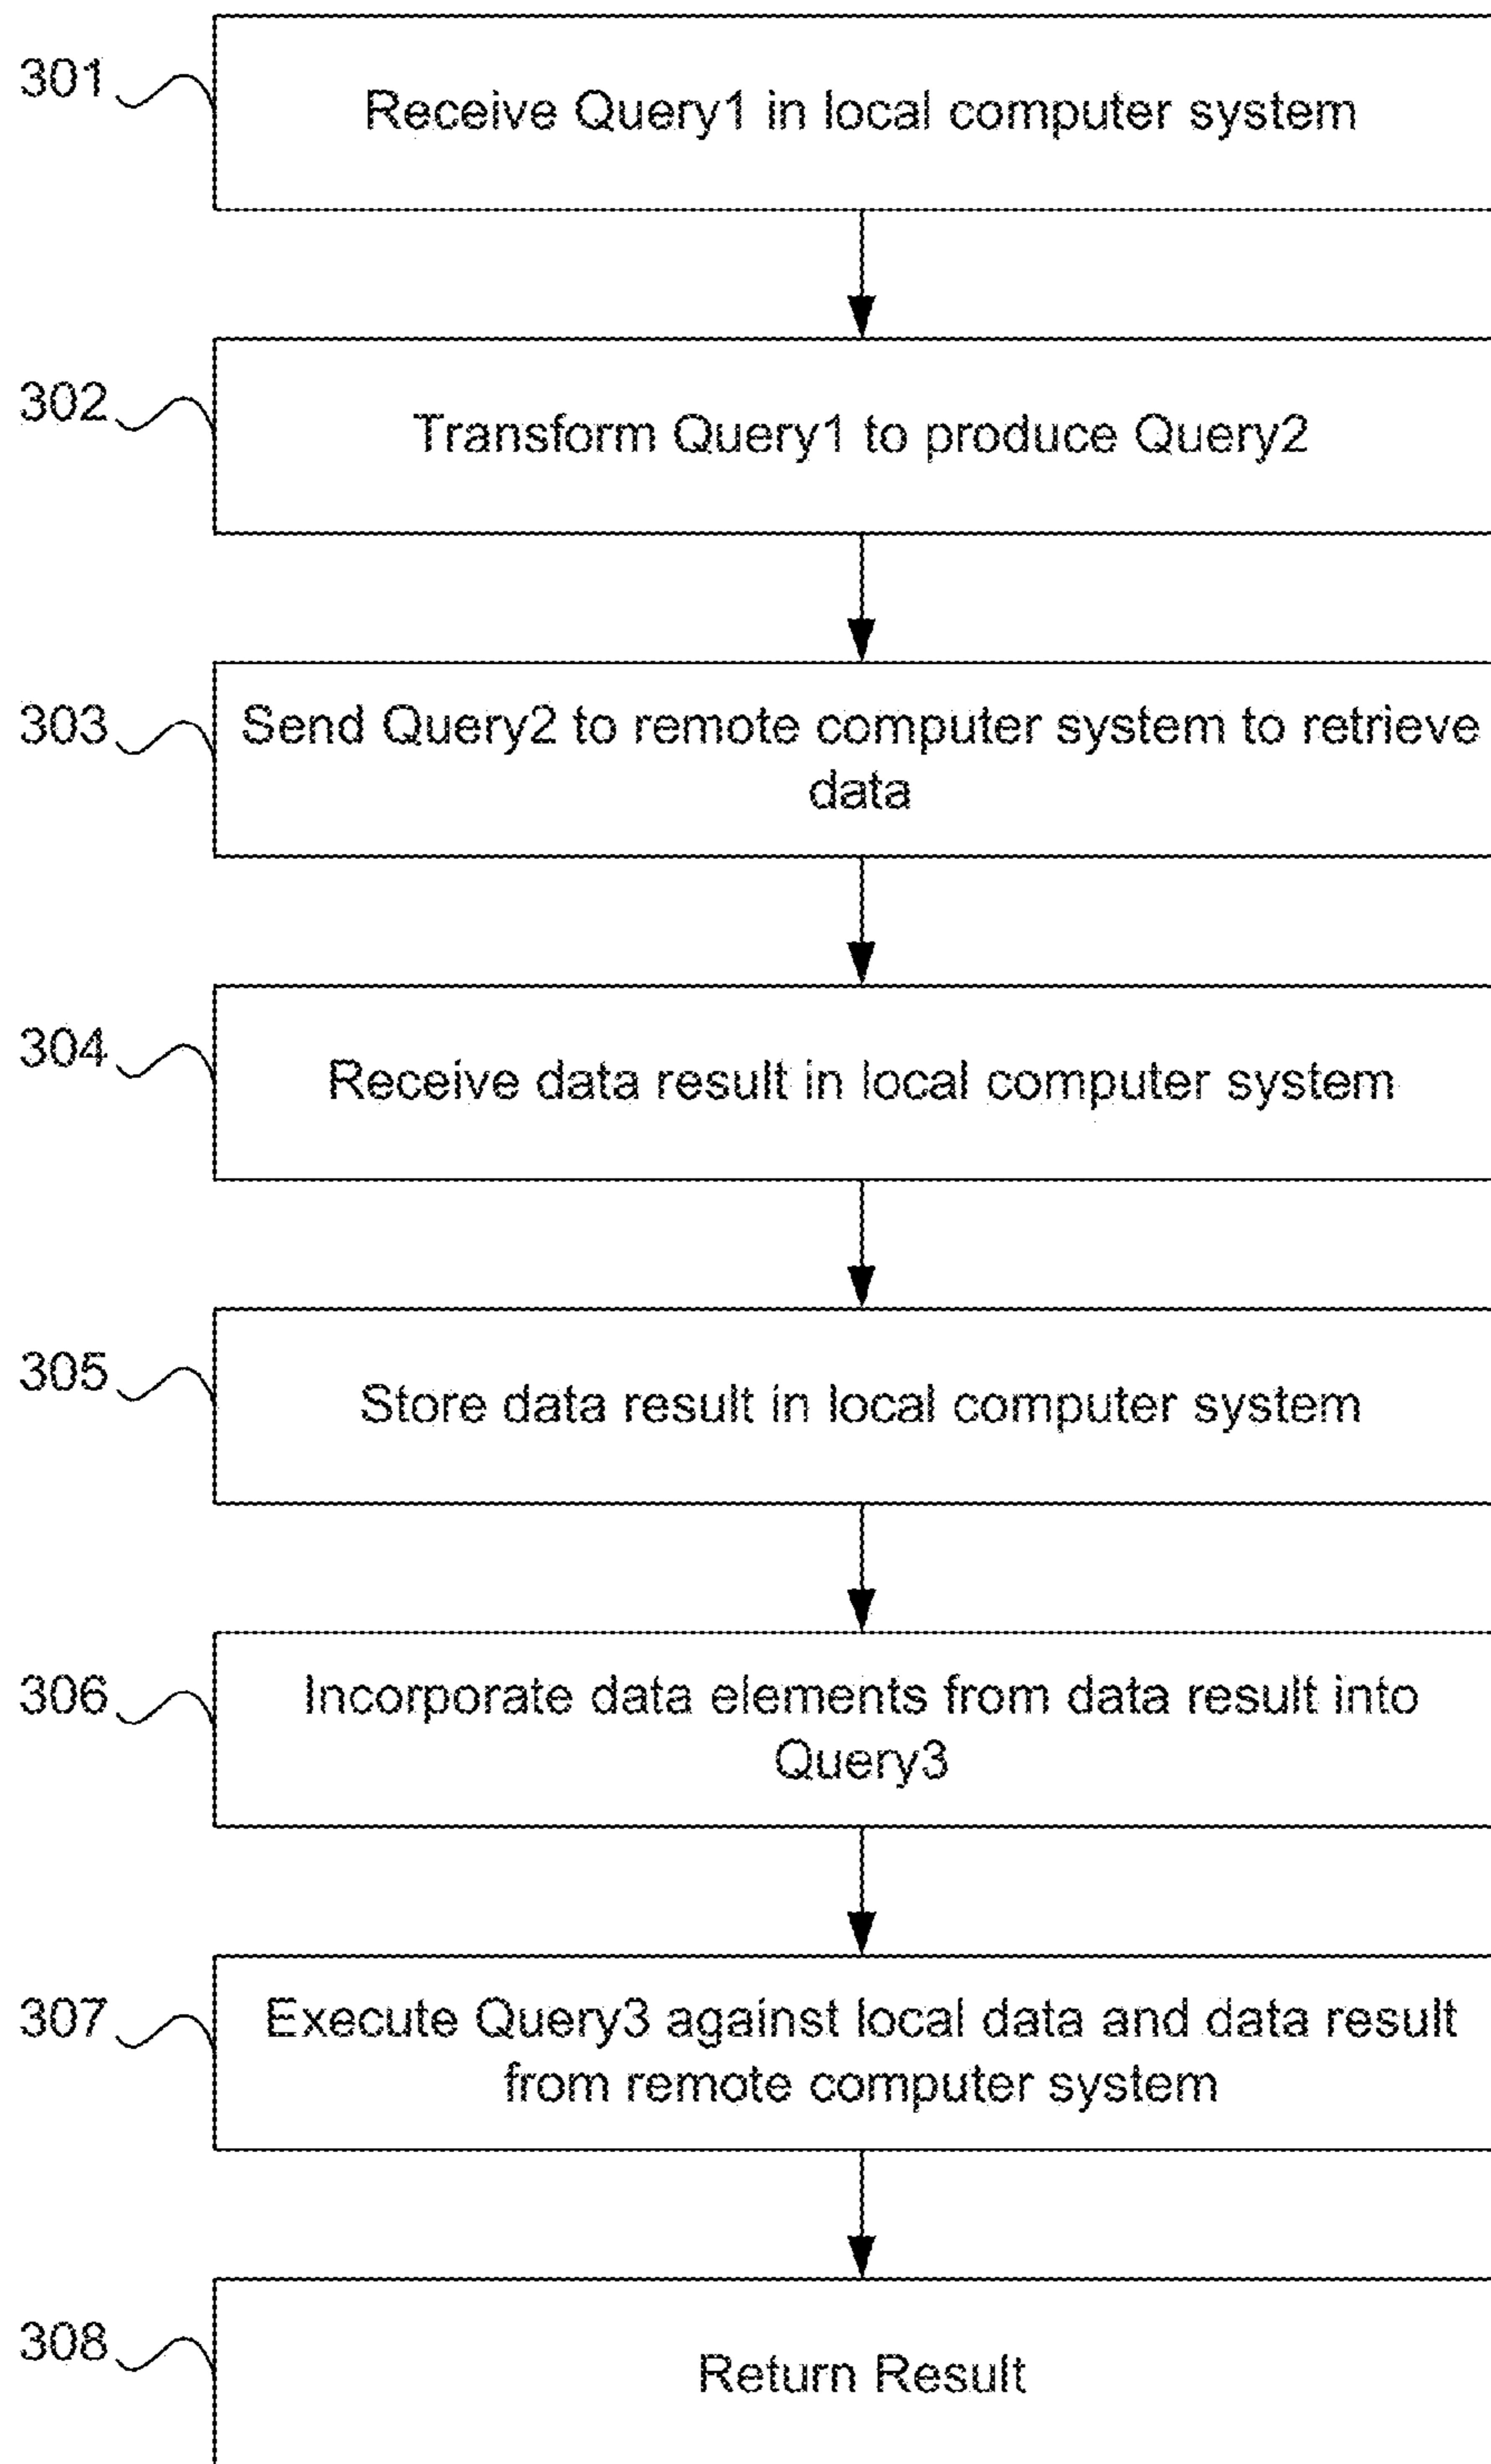 301
Receive Query1 in local computer system
302
Transform Query1 to produce Query2
303
Send Query2 to remote computer system to retrieve
data
304
Receive data result in local computer system
305
Store data result in local computer system
306
Incorporate data elements from data result into
Query3
307
Execute Query3 against local data and data result
from remote computer system
308
Return Result